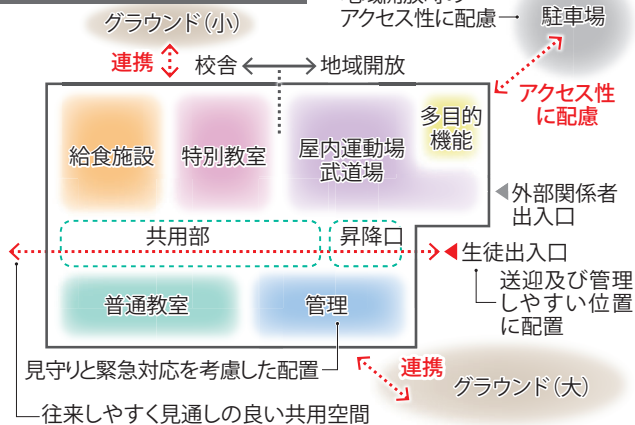 グラウンド（小）
アクセス性に配慮
駐車場
連携
校舎
地域開放
アクセス性
に配慮
給食施設
特別教室
屋内運動場
武道場
多目的
機能
外部関係者
出入口
共用部
昇降口
生徒出入口
送迎及び管理
しやすい位置
に配置
普通教室
管理
見守りと緊急対応を考慮した配置
連携
グラウンド（大）
往来しやすく見通しの良い共用空間